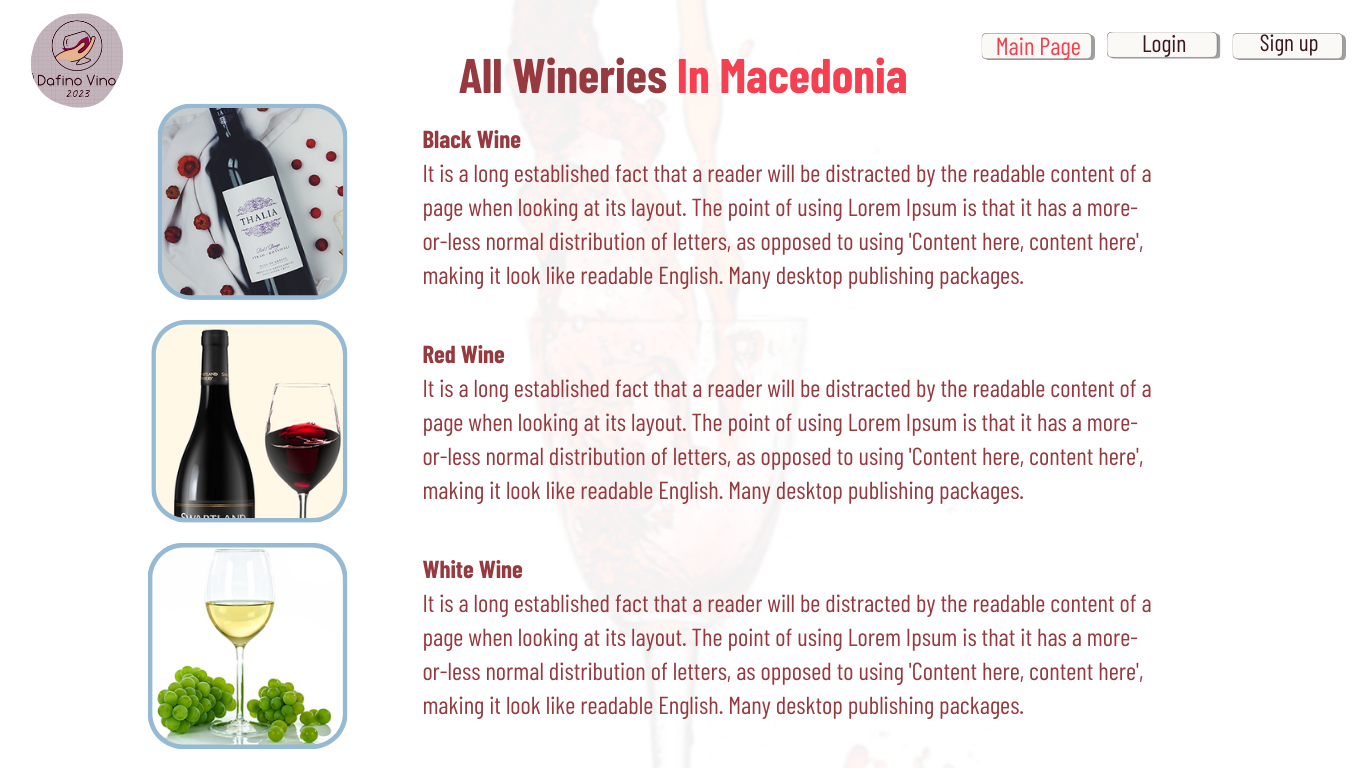 Dafino Vino
2023
Main Page
Login
Sign up
All Wineries In Macedonia
THALIA
Black Wine
It is a long established fact that a reader will be distracted by the readable content of a
page when looking at its layout. The point of using Lorem Ipsum is that it has a more-
or-less normal distribution of letters, as opposed to using 'Content here, content here',
making it look like readable English. Many desktop publishing packages.
SWARTLAND
Red Wine
It is a long established fact that a reader will be distracted by the readable content of a
page when looking at its layout. The point of using Lorem Ipsum is that it has a more-
or-less normal distribution of letters, as opposed to using 'Content here, content here',
making it look like readable English. Many desktop publishing packages.
White Wine
It is a long established fact that a reader will be distracted by the readable content of a
page when looking at its layout. The point of using Lorem Ipsum is that it has a more-
or-less normal distribution of letters, as opposed to using 'Content here, content here',
making it look like readable English. Many desktop publishing packages.